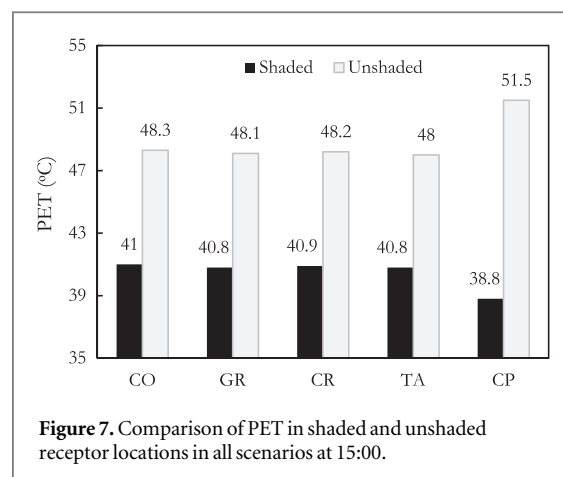 55
51
47
43
39
35
PET (°C)
Shaded
Unshaded
48.3
48.1
48.2
48
51.5
41
40.8
40.9
40.8
38.8
CO
GR
CR
TA
CP
Figure 7. Comparison of PET in shaded and unshaded
receptor locations in all scenarios at 15:00.